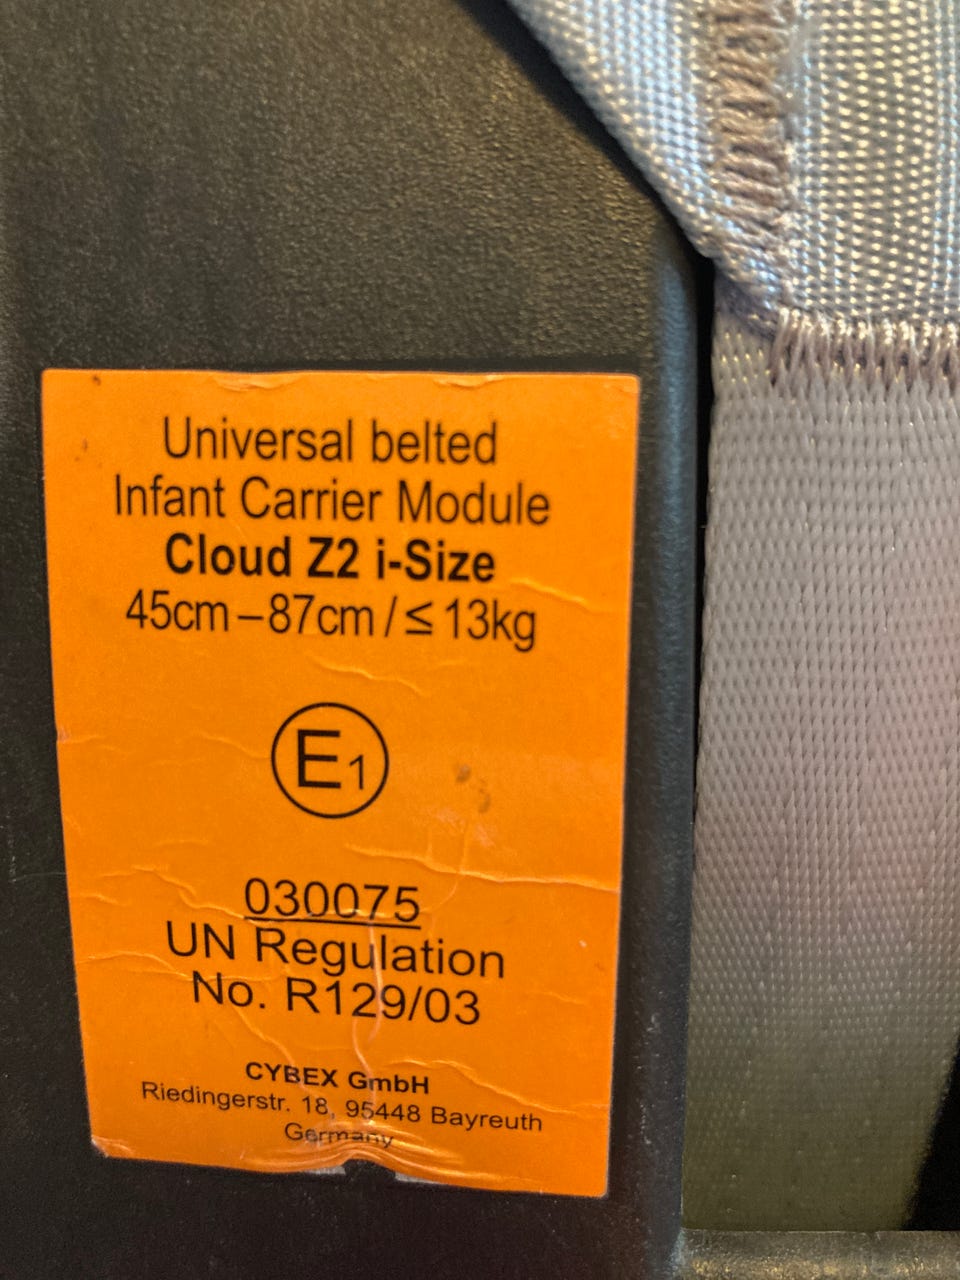 Universal belted
Infant Carrier Module
Cloud Z2 i-Size
45cm – 87cm / ≤ 13kg
E1
030075
UN Regulation
No. R129/03
CYBEX GmbH
Riedingerstr. 18, 95448 Bayreuth
Germany